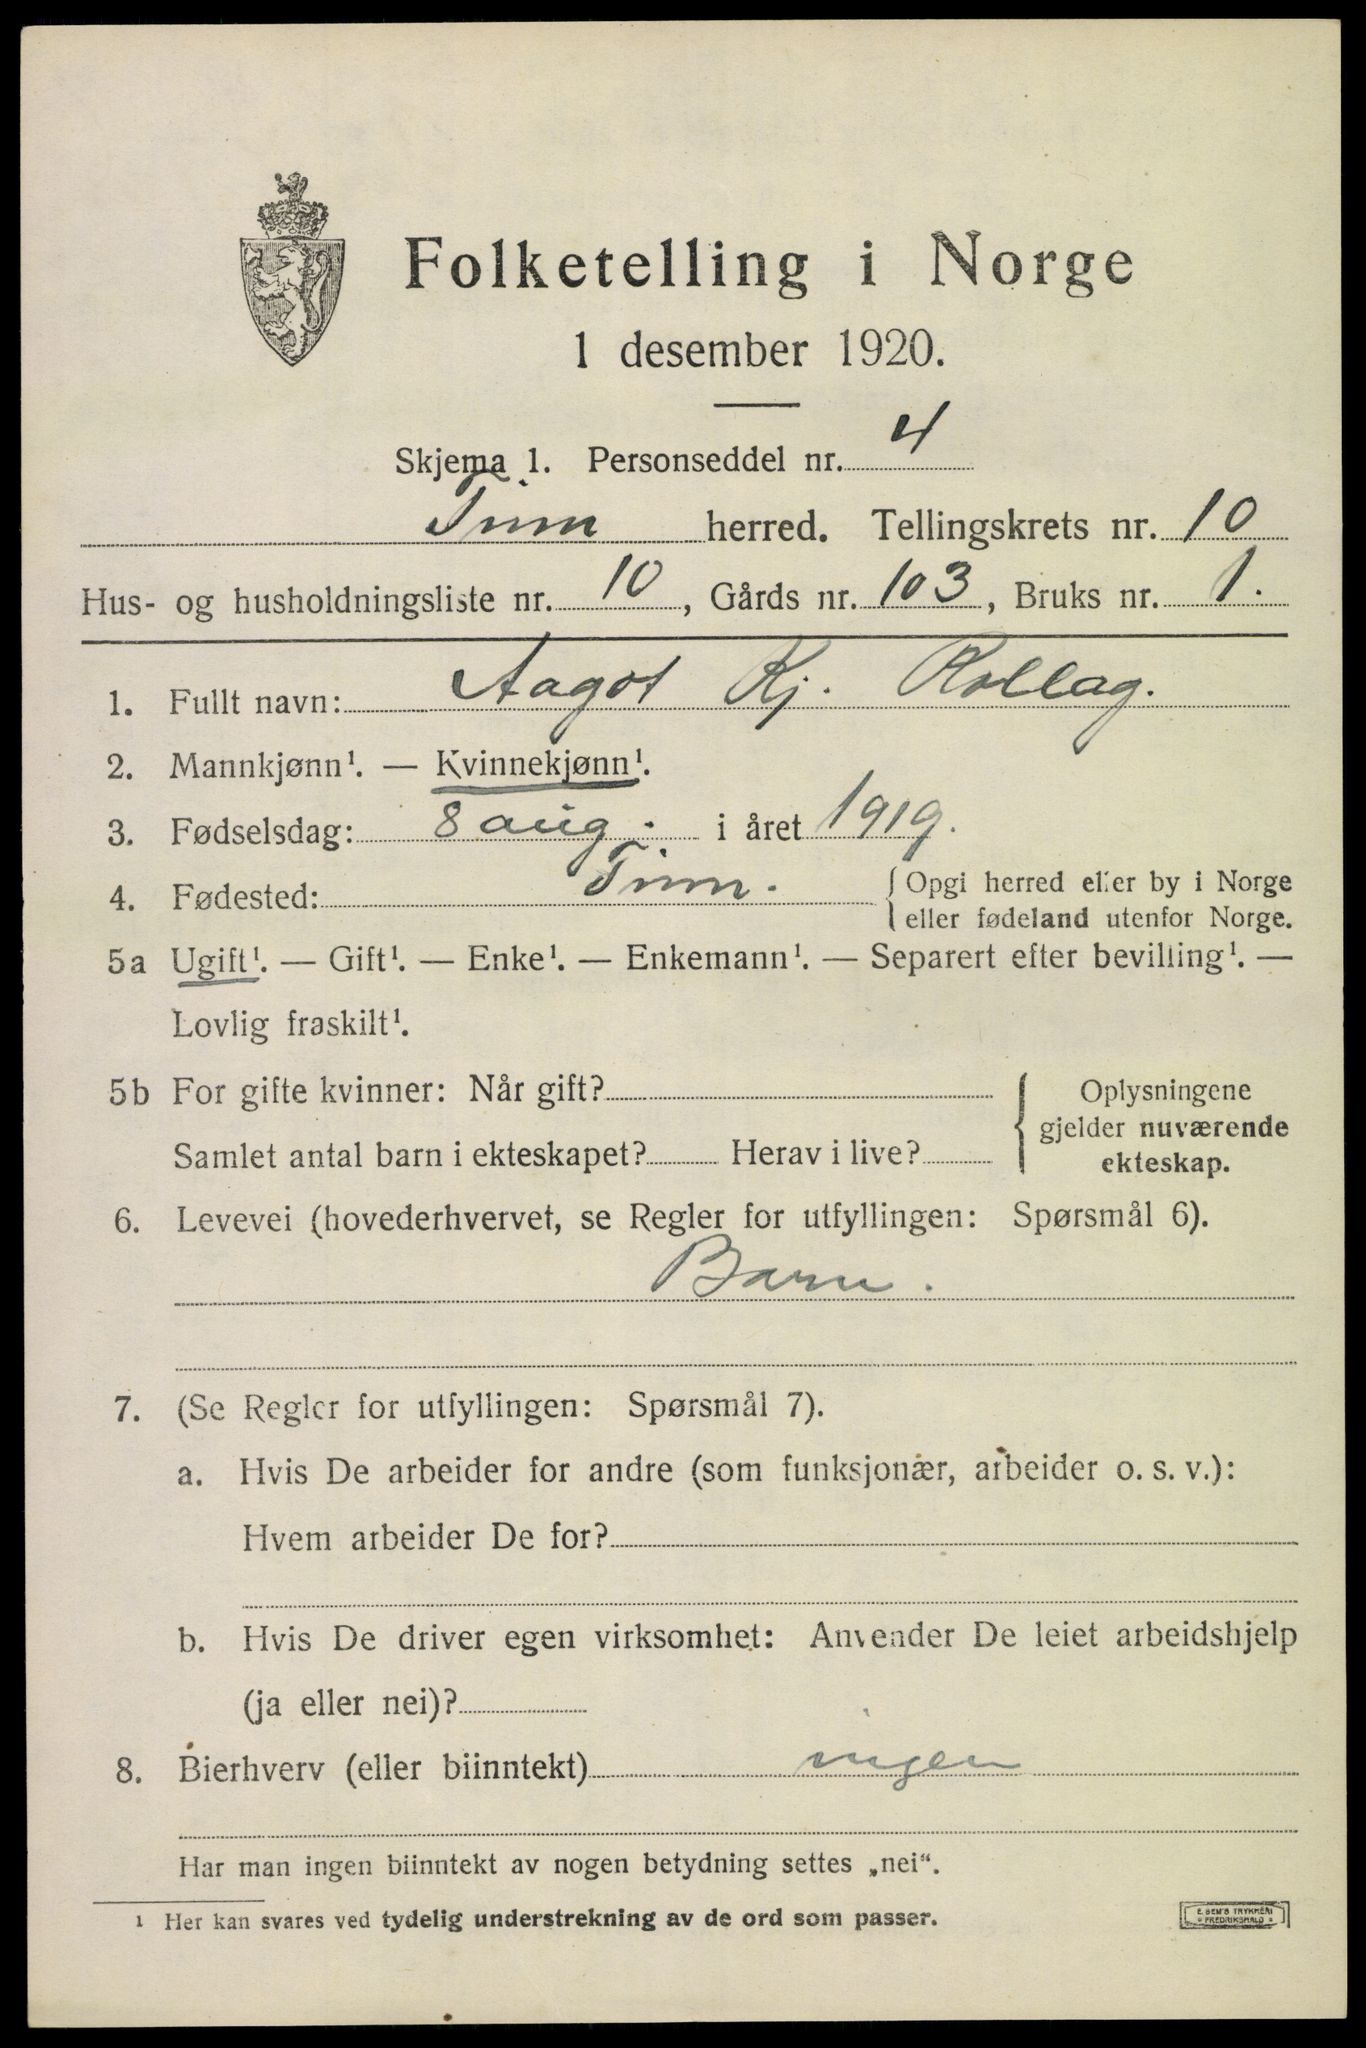 Folketelling i Norge
1 desember 1920.
Skjema 1. Personseddel nr. 4
Tinn herred. Tellingskrets nr. 10
Hus- og husholdningsliste nr. 10, Gårds nr. 103, Bruks nr. 1.
1. Fullt navn: Aagot Kj. Rollag.
2. Mannkjønn¹. — Kvinnekjønn¹.
3. Fødselsdag: 8 aug. i året 1919.
4. Fødested: Tinn. { Opgi herred eller by i Norge
eller fødeland utenfor Norge.
5a Ugift¹. — Gift¹. — Enke¹. — Enkemann¹. — Separert efter bevilling¹. —
Lovlig fraskilt¹.
5b For gifte kvinner: Når gift? { Oplysningene
gjelder nuværende
Samlet antal barn i ekteskapet? Herav i live? ekteskap.
6. Levevei (hovederhvervet, se Regler for utfyllingen: Spørsmål 6).
Barn.
7. (Se Regler for utfyllingen: Spørsmål 7).
a. Hvis De arbeider for andre (som funksjonær, arbeider o. s. v.):
Hvem arbeider De for?
b. Hvis De driver egen virksomhet: Anvender De leiet arbeidshjelp
(ja eller nei)?
8. Bierhverv (eller biinntekt) ingen
Har man ingen biinntekt av nogen betydning settes „nei“.
1 Her kan svares ved tydelig understrekning av de ord som passer.
E. SEM'S TRYKKERI
FREDRIKSHALD